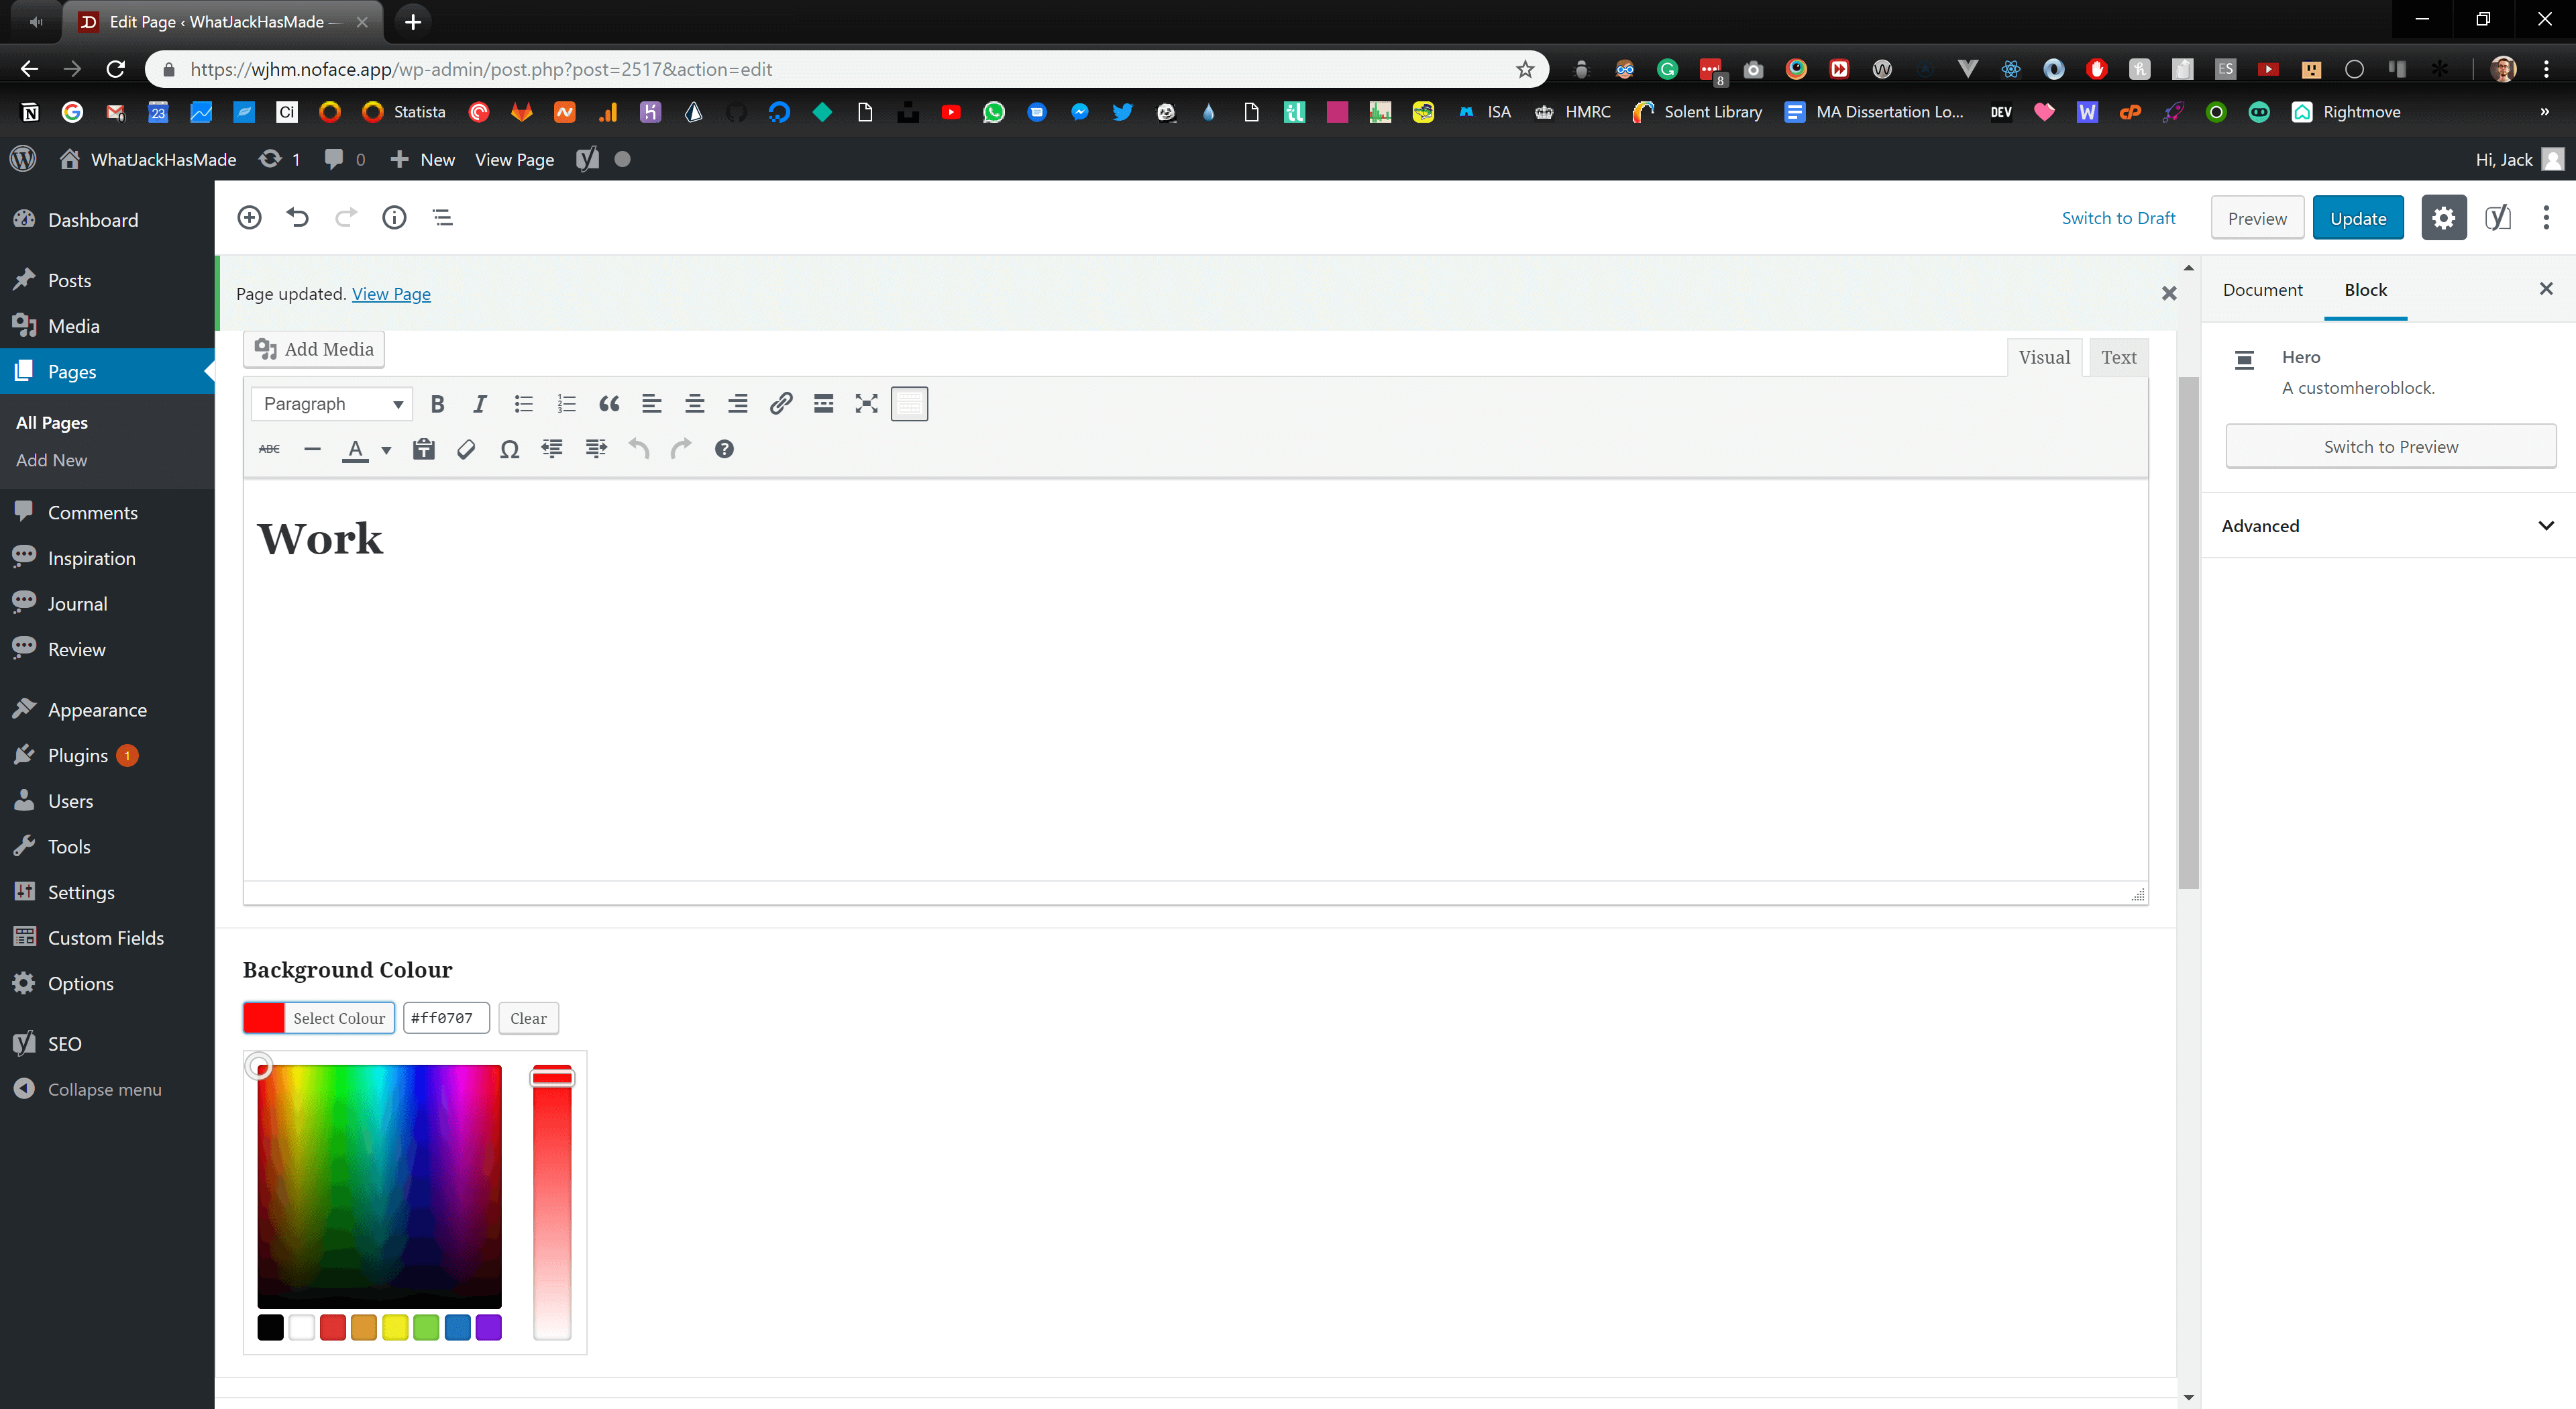 Edit Page ‹ WhatJackHasMade —
https://wjhm.noface.app/wp-admin/post.php?post=2517&action=edit
8
ES
23
Ci
Statista
ISA
HMRC
Solent Library
MA Dissertation Lo...
DEV
Rightmove
»
WhatJackHasMade
1
0
New
View Page
Hi, Jack
Dashboard
Posts
Media
Pages
All Pages
Add New
Comments
Inspiration
Journal
Review
Appearance
Plugins 1
Users
Tools
Settings
Custom Fields
Options
SEO
Collapse menu
Switch to Draft
Preview
Update
Page updated. View Page
Add Media
Visual
Text
Paragraph
ABC
Work
Background Colour
Select Colour
#ff0707
Clear
Document
Block
Hero
A customheroblock.
Switch to Preview
Advanced